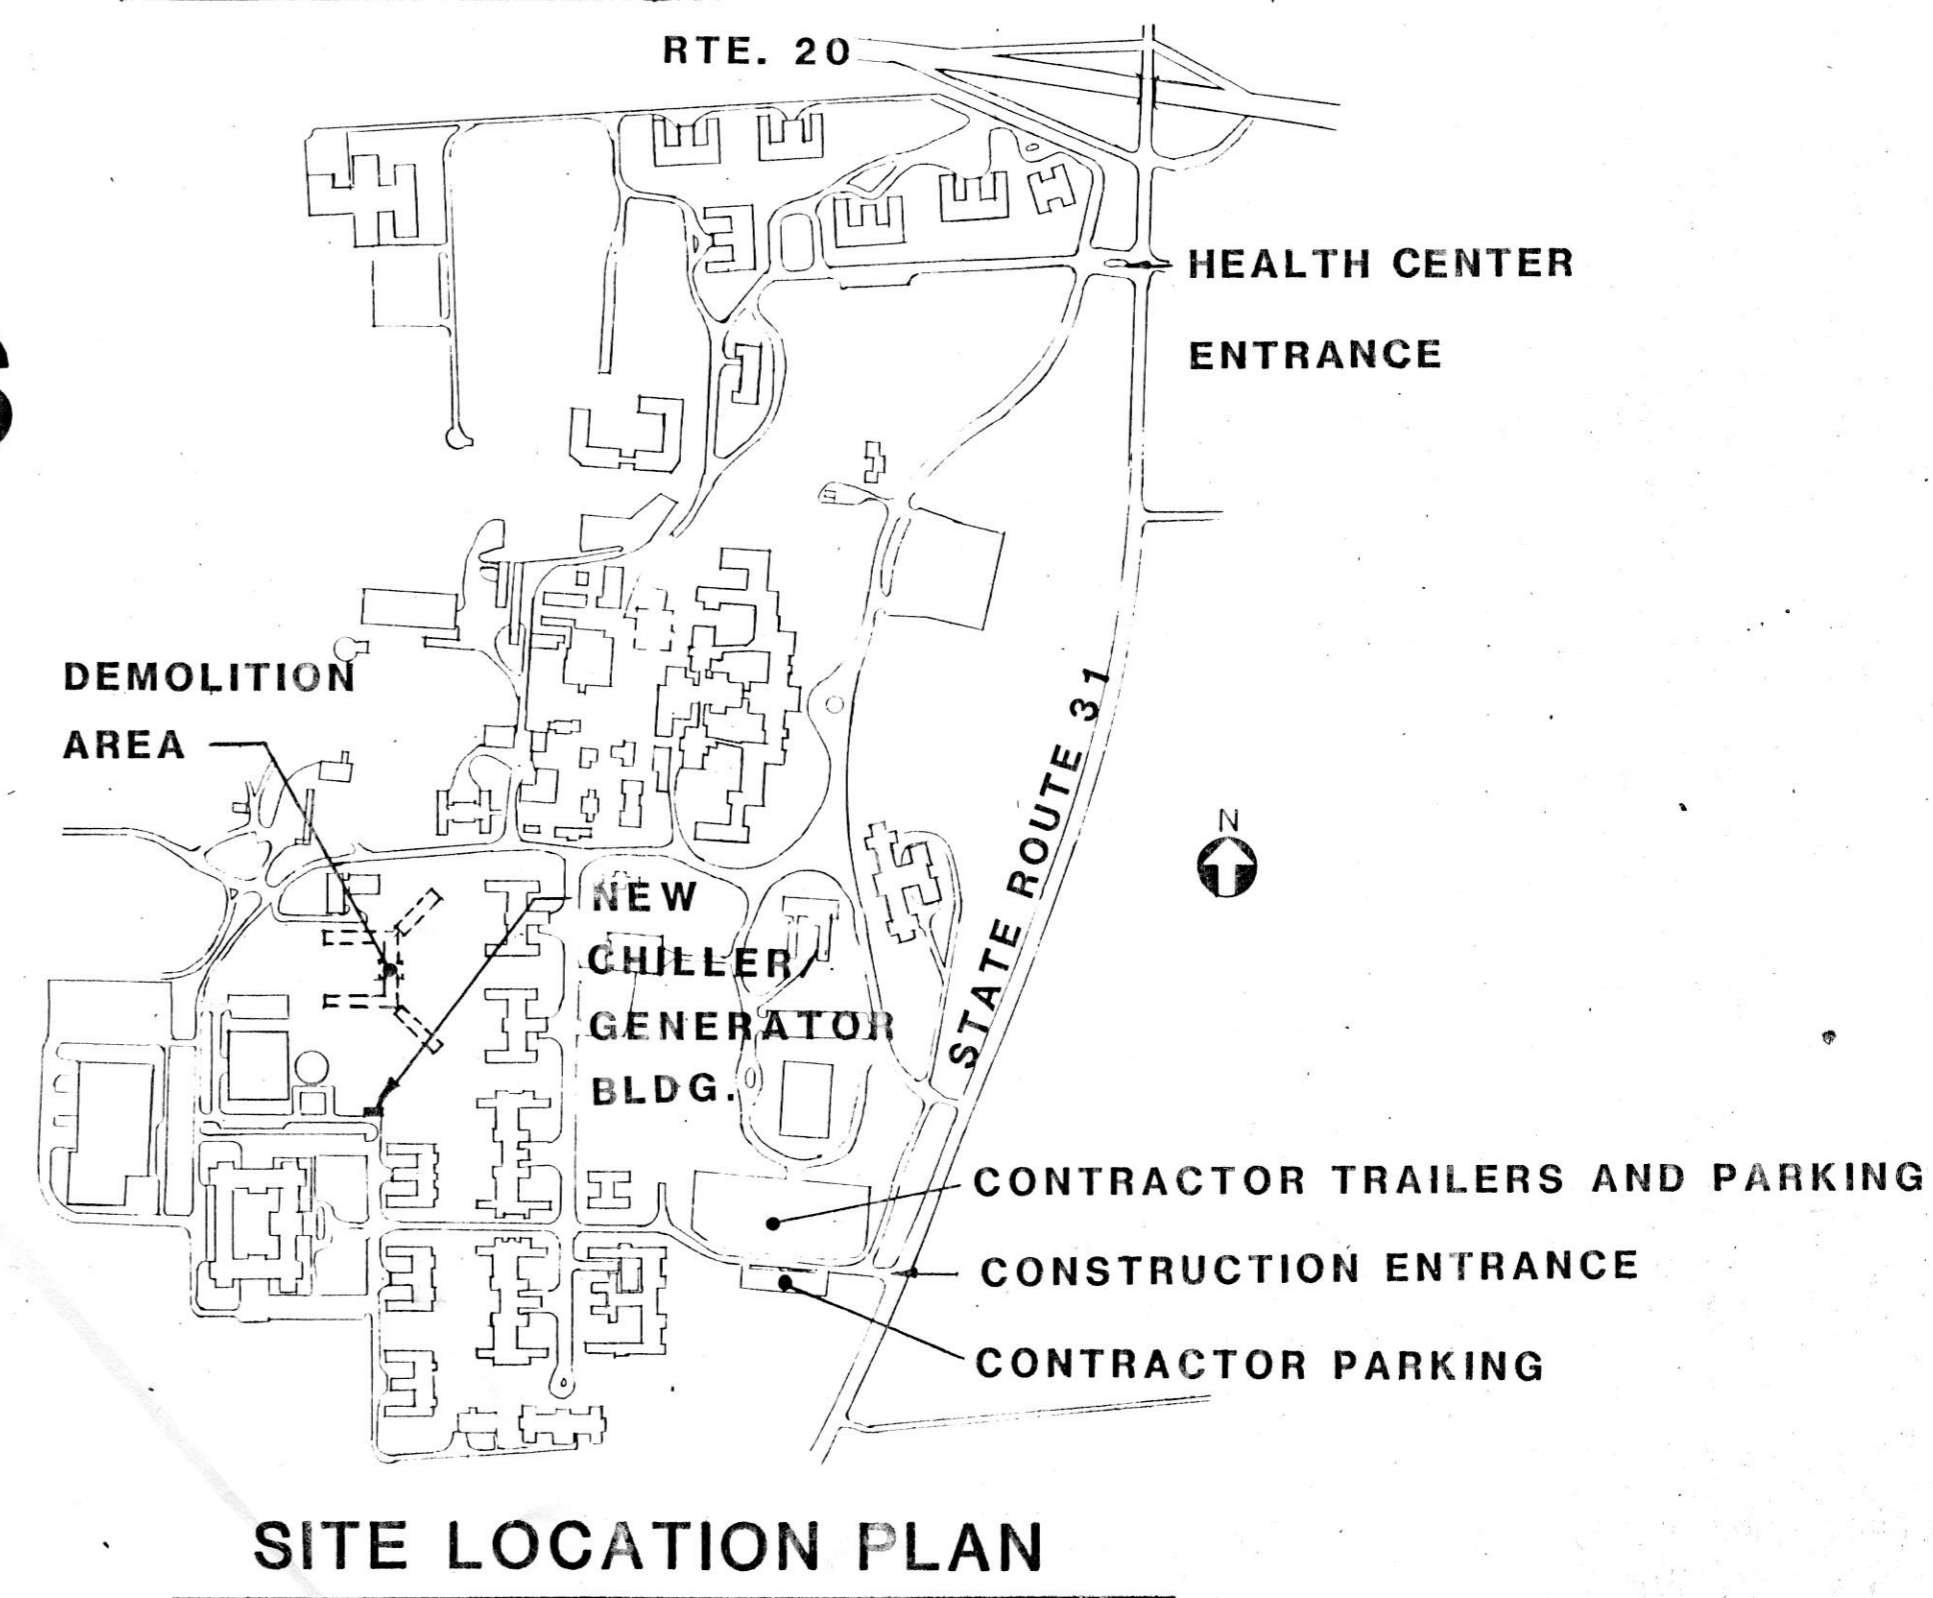 RTE. 20
HEALTH CENTER
ENTRANCE
DEMOLITION
AREA
STATE ROUTE 31
N
NEW
CHILLER/
GENERATOR
BLDG.
CONTRACTOR TRAILERS AND PARKING
CONSTRUCTION ENTRANCE
CONTRACTOR PARKING
SITE LOCATION PLAN